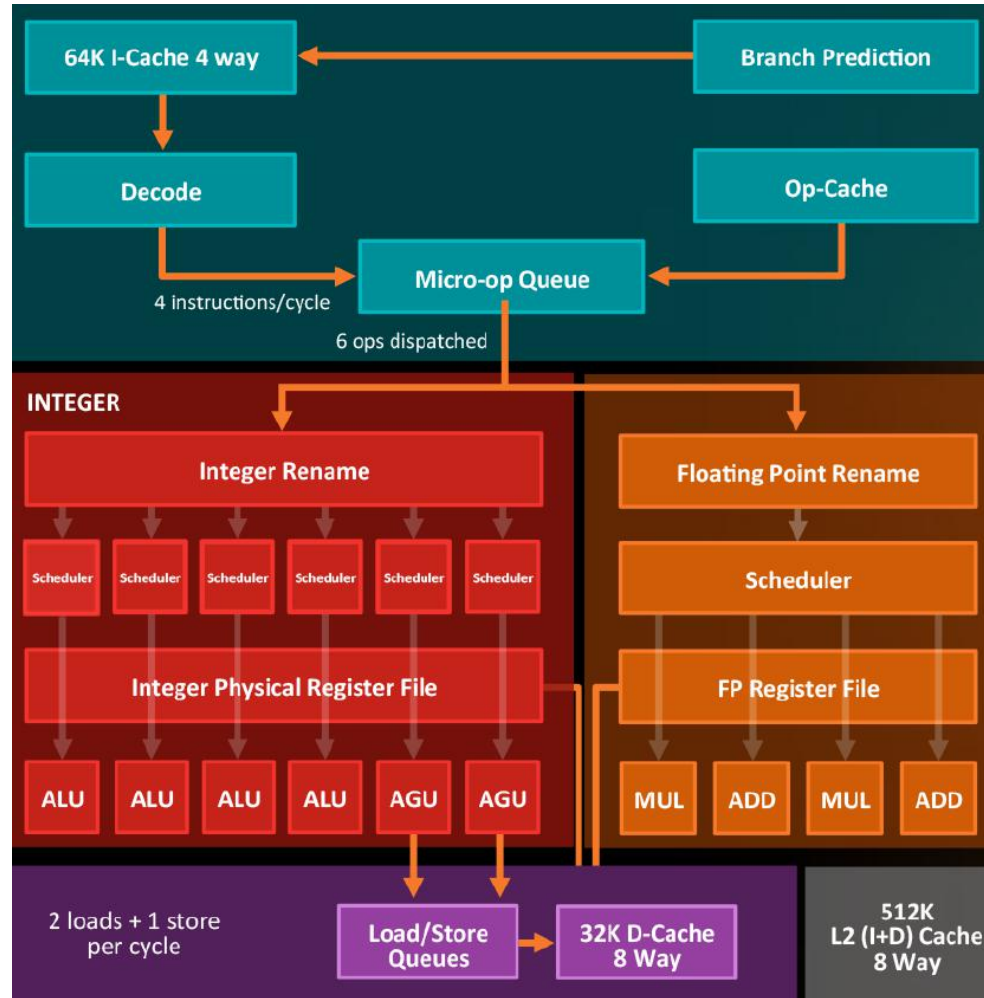 64K I-Cache 4 way
Branch Prediction
Decode
Op-Cache
Micro-op Queue
4 instructions/cycle
6 ops dispatched
INTEGER
Integer Rename
Floating Point Rename
Scheduler
Scheduler
Scheduler
Scheduler
Scheduler
Scheduler
Scheduler
Integer Physical Register File
FP Register File
ALU
ALU
ALU
ALU
AGU
AGU
MUL
ADD
MUL
ADD
2 loads + 1 store
per cycle
Load/Store
Queues
32K D-Cache
8 Way
512K
L2 (I+D) Cache
8 Way